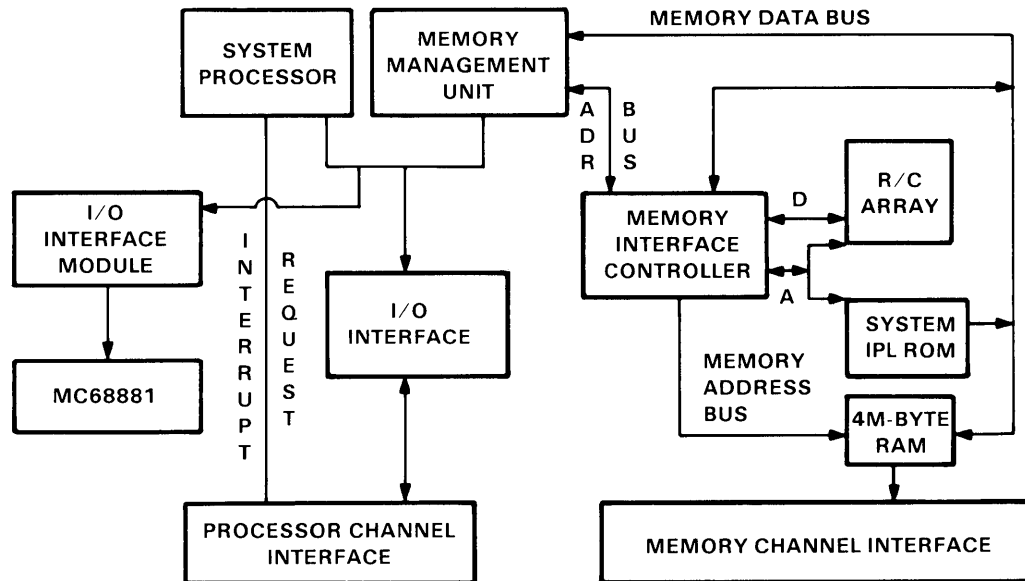 SYSTEM
PROCESSOR
MEMORY
MANAGEMENT
UNIT
MEMORY DATA BUS
ADR
BUS
I/O
INTERFACE
MODULE
MC68881
INTERRUPT
REQUEST
I/O
INTERFACE
MEMORY
INTERFACE
CONTROLLER
D
A
R/C
ARRAY
SYSTEM
IPL ROM
MEMORY
ADDRESS
BUS
4M-BYTE
RAM
PROCESSOR CHANNEL
INTERFACE
MEMORY CHANNEL INTERFACE